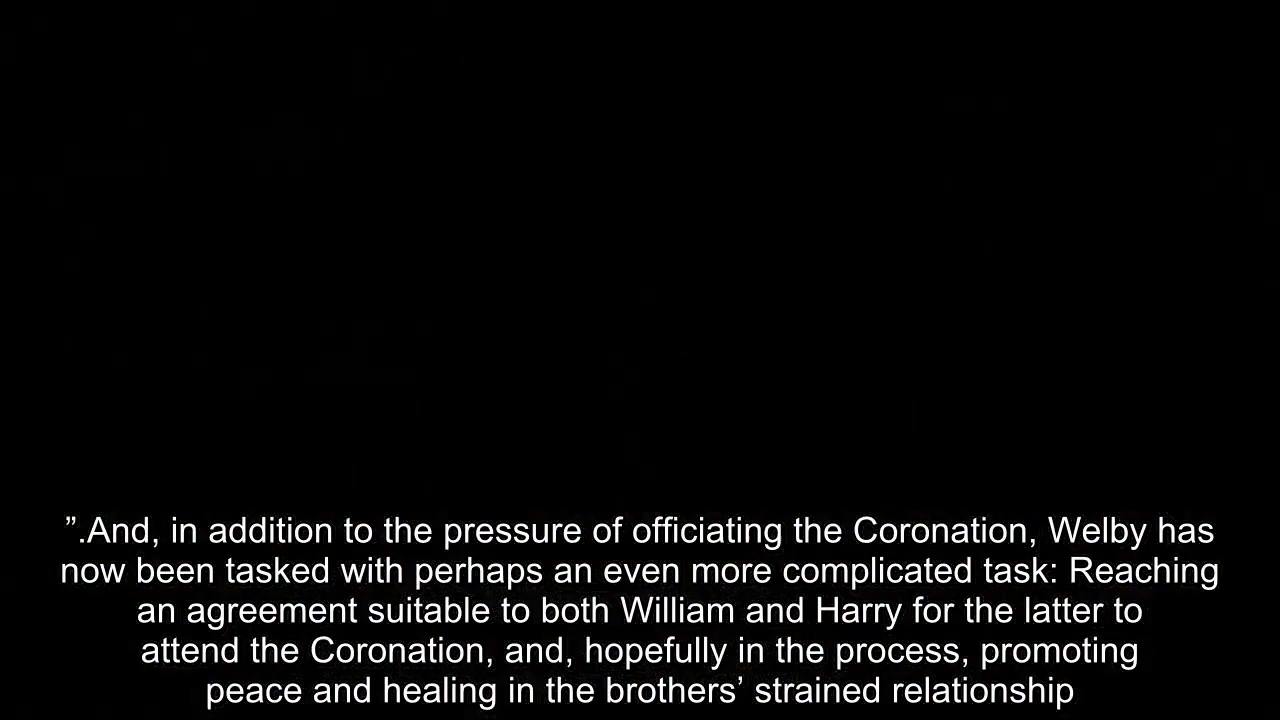 ”.And, in addition to the pressure of officiating the Coronation, Welby has
now been tasked with perhaps an even more complicated task: Reaching
an agreement suitable to both William and Harry for the latter to
attend the Coronation, and, hopefully in the process, promoting
peace and healing in the brothers’ strained relationship